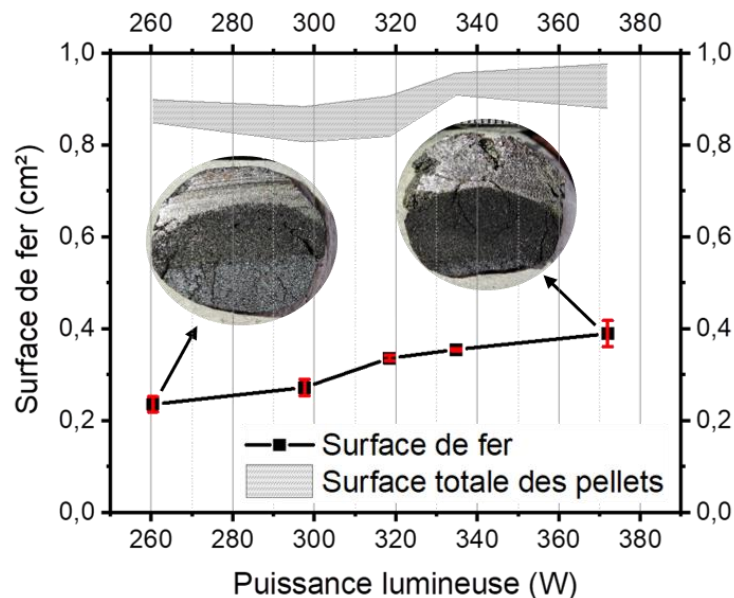 260 280 300 320 340 360 380
1,0 1,0
0,8 0,8
0,6 0,6
0,4 0,4
0,2 0,2
0,0 0,0
Surface de fer (cm²)
Surface de fer
Surface totale des pellets
260 280 300 320 340 360 380
Puissance lumineuse (W)